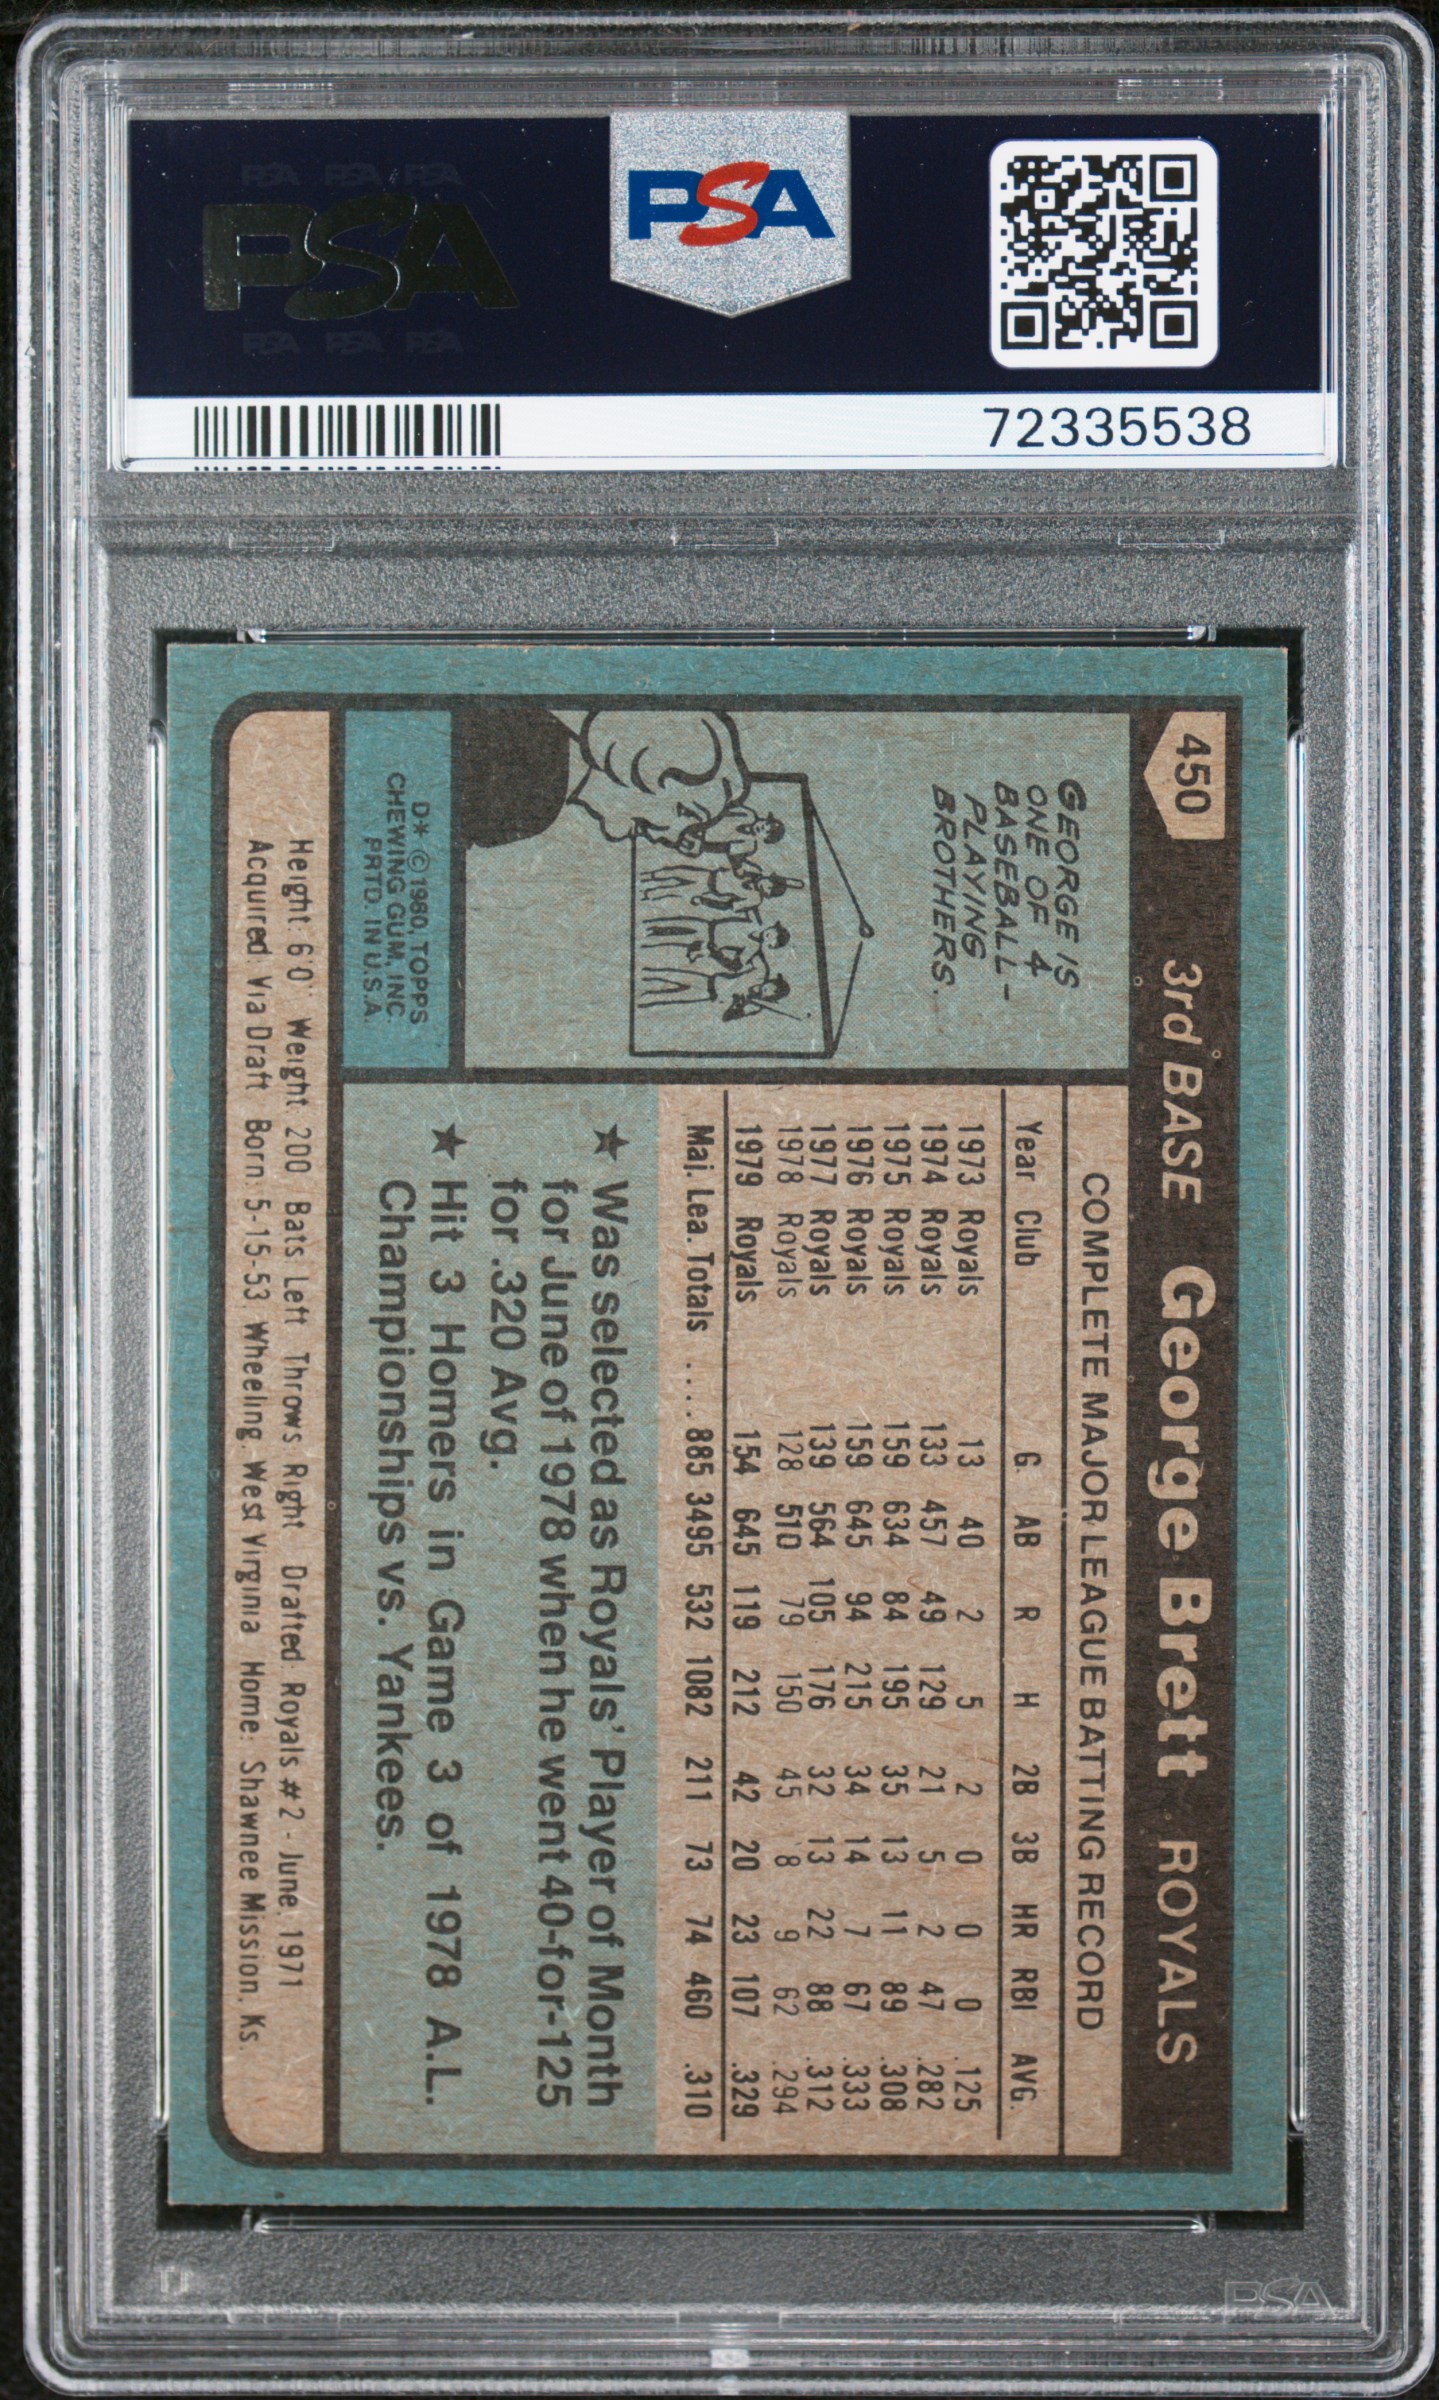 PSA PSA PSA
PSA
PSA PSA PSA
PSA
72335538
450 3rd BASE George Brett ROYALS
COMPLETE MAJOR LEAGUE BATTING RECORD
Year Club G. AB R H 2B 3B HR RBI AVG.
1973 Royals 13 40 2 5 2 0 0 0 .125
1974 Royals 133 457 49 129 21 5 2 47 .282
1975 Royals 159 634 84 195 35 13 11 89 .308
1976 Royals 159 645 94 215 34 14 7 67 .333
1977 Royals 139 564 105 176 32 13 22 88 .312
1978 Royals 128 510 79 150 45 8 9 62 .294
1979 Royals 154 645 119 212 42 20 23 107 .329
Maj. Lea. Totals ..... 885 3495 532 1082 211 73 74 460 .310
GEORGE IS
ONE OF 4
BASEBALL-
PLAYING
BROTHERS.
★ Was selected as Royals' Player of Month
for June of 1978 when he went 40-for-125
for .320 Avg.
★ Hit 3 Homers in Game 3 of 1978 A.L.
Championships vs. Yankees.
D* © 1980, TOPPS
CHEWING GUM, INC.
PRTD. IN U.S.A.
Height: 6'0" Weight 200 Bats: Left Throws: Right Drafted: Royals #2 - June, 1971
Acquired: Via Draft Born: 5-15-53, Wheeling, West Virginia Home: Shawnee Mission, Ks.
PSA